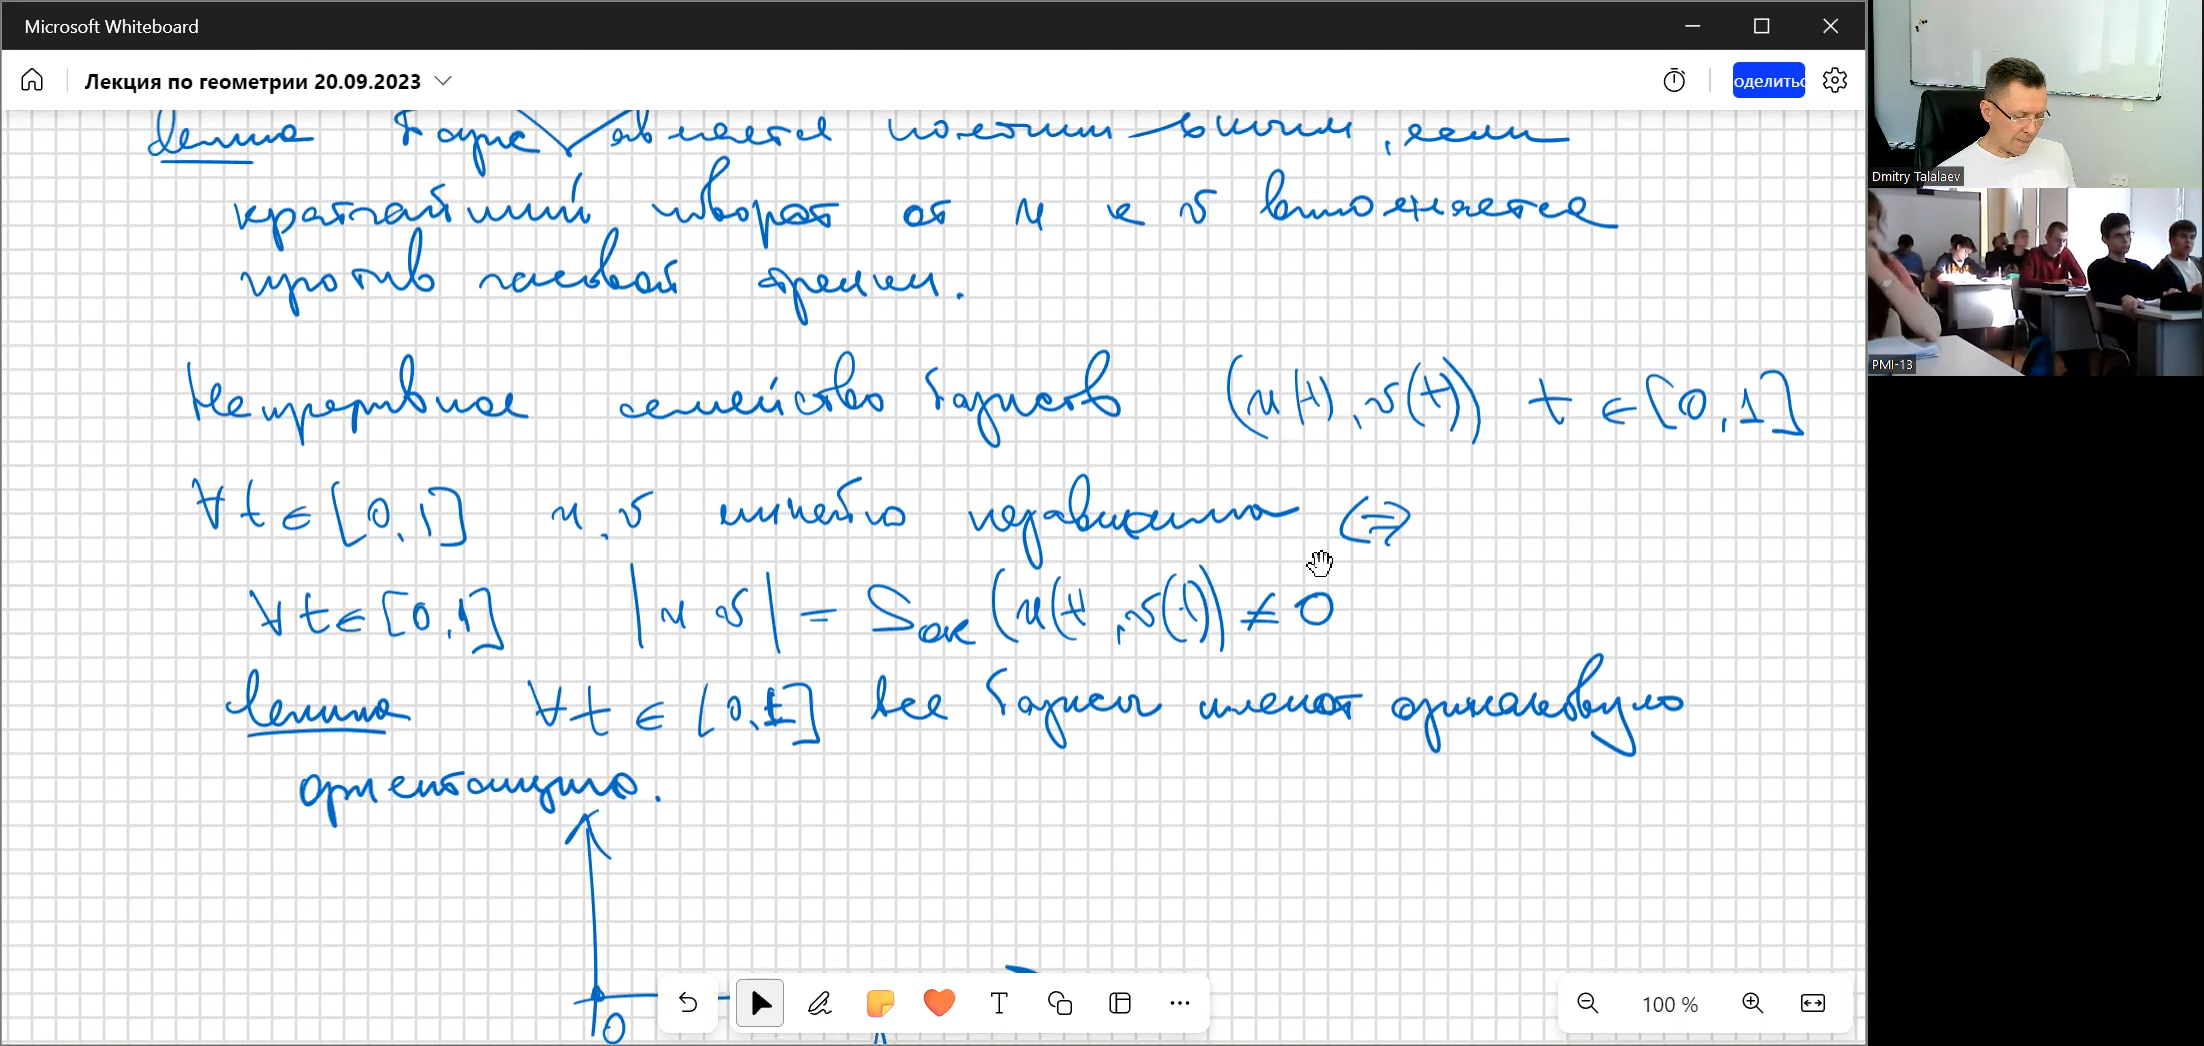 Microsoft Whiteboard
Лекция по геометрии 20.09.2023
оделитьс
Лемма Базис является положительным, если
кратчайший поворот от u к v выполняется
против часовой стрелки.
Непрерывное семейство базисов (u(t), v(t)) t ∈ [0,1]
∀t ∈ [0,1] u, v линейно независимы ⇔
∀t ∈ [0,1] |u v| = S (u(t), v(t)) ≠ 0
Лемма ∀t ∈ [0,1] все базисы имеют одинаковую
ориентацию.
0
100 %
Dmitry Talalaev
PMI-13